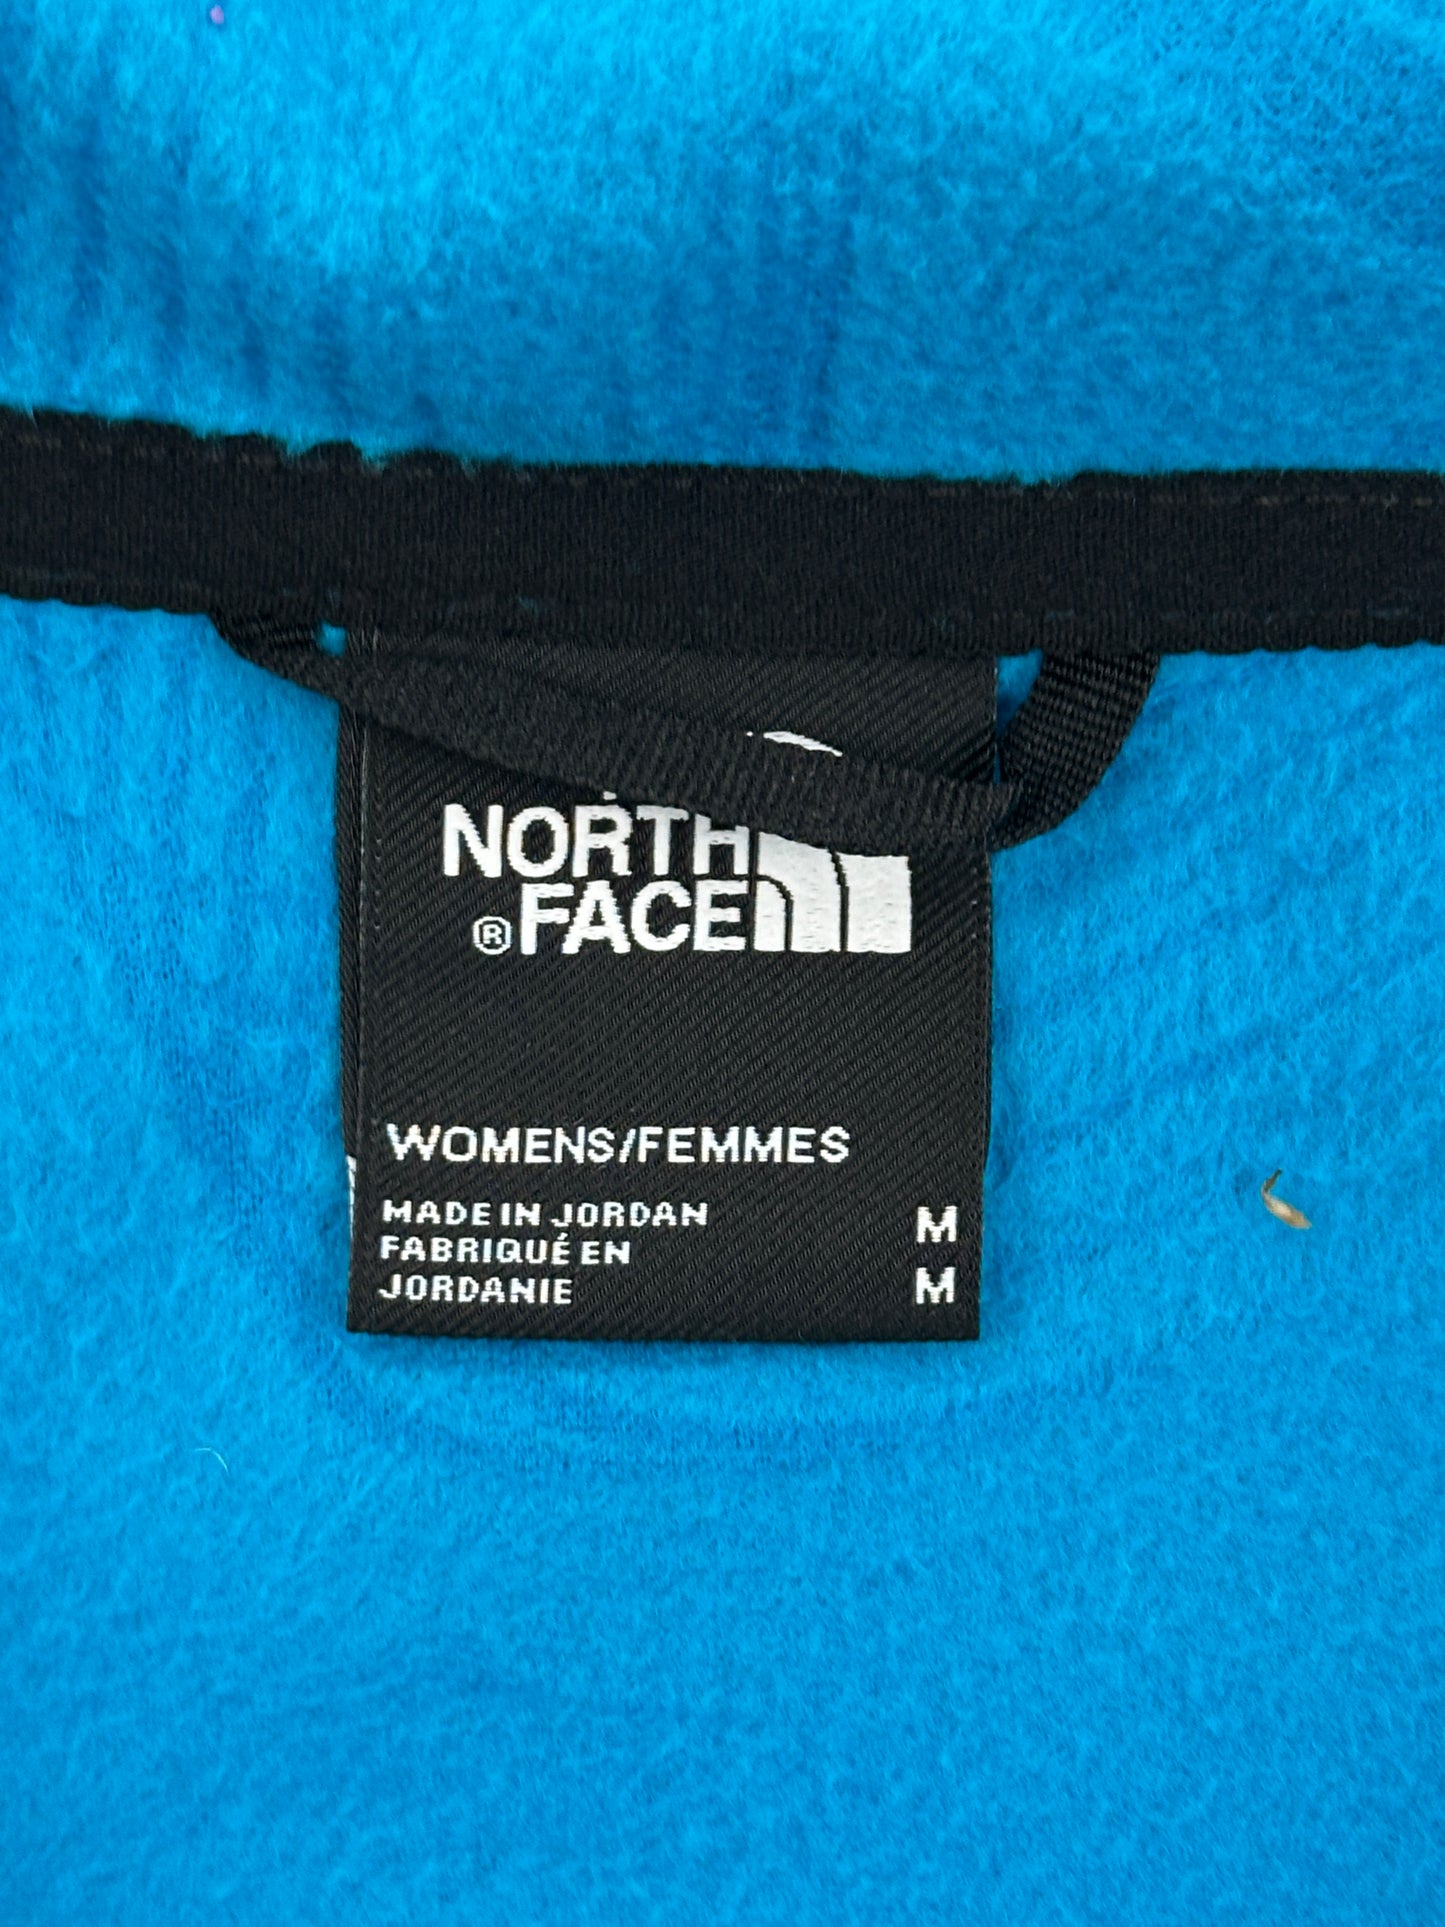 NORTH
® FACE
WOMENS/FEMMES
MADE IN JORDAN M
FABRIQUÉ EN
JORDANIE M